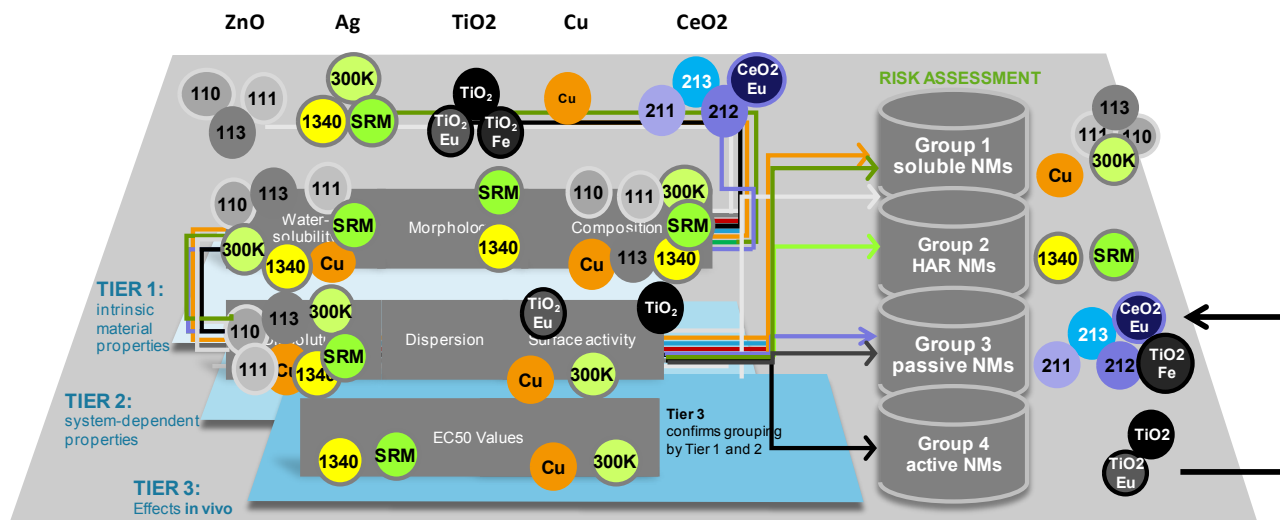 ZnO
Ag
TiO2
Cu
CeO2
110
111
113
300K
1340
SRM
TiO2
TiO2
Eu
TiO2
Fe
Cu
211
213
212
CeO2
Eu
RISK ASSESSMENT
113
111
110
300K
Cu
Group 1
soluble NMs
110
113
111
SRM
300K
1340
Cu
Water-
solubili
Morpholo
SRM
1340
Composition
110
111
300K
SRM
Cu
113
1340
Group 2
HAR NMs
1340
SRM
TIER 1:
intrinsic
material
properties
110
113
300K
111
Cu
1340
SRM
Dispersion
TiO2
Eu
TiO2
Surface activity
Cu
300K
Group 3
passive NMs
211
213
212
CeO2
Eu
TiO2
Fe
TIER 2:
system-dependent
properties
EC50 Values
1340
SRM
Cu
300K
Tier 3
confirms grouping
by Tier 1 and 2
Group 4
active NMs
TiO2
TiO2
Eu
TIER 3:
Effects in vivo